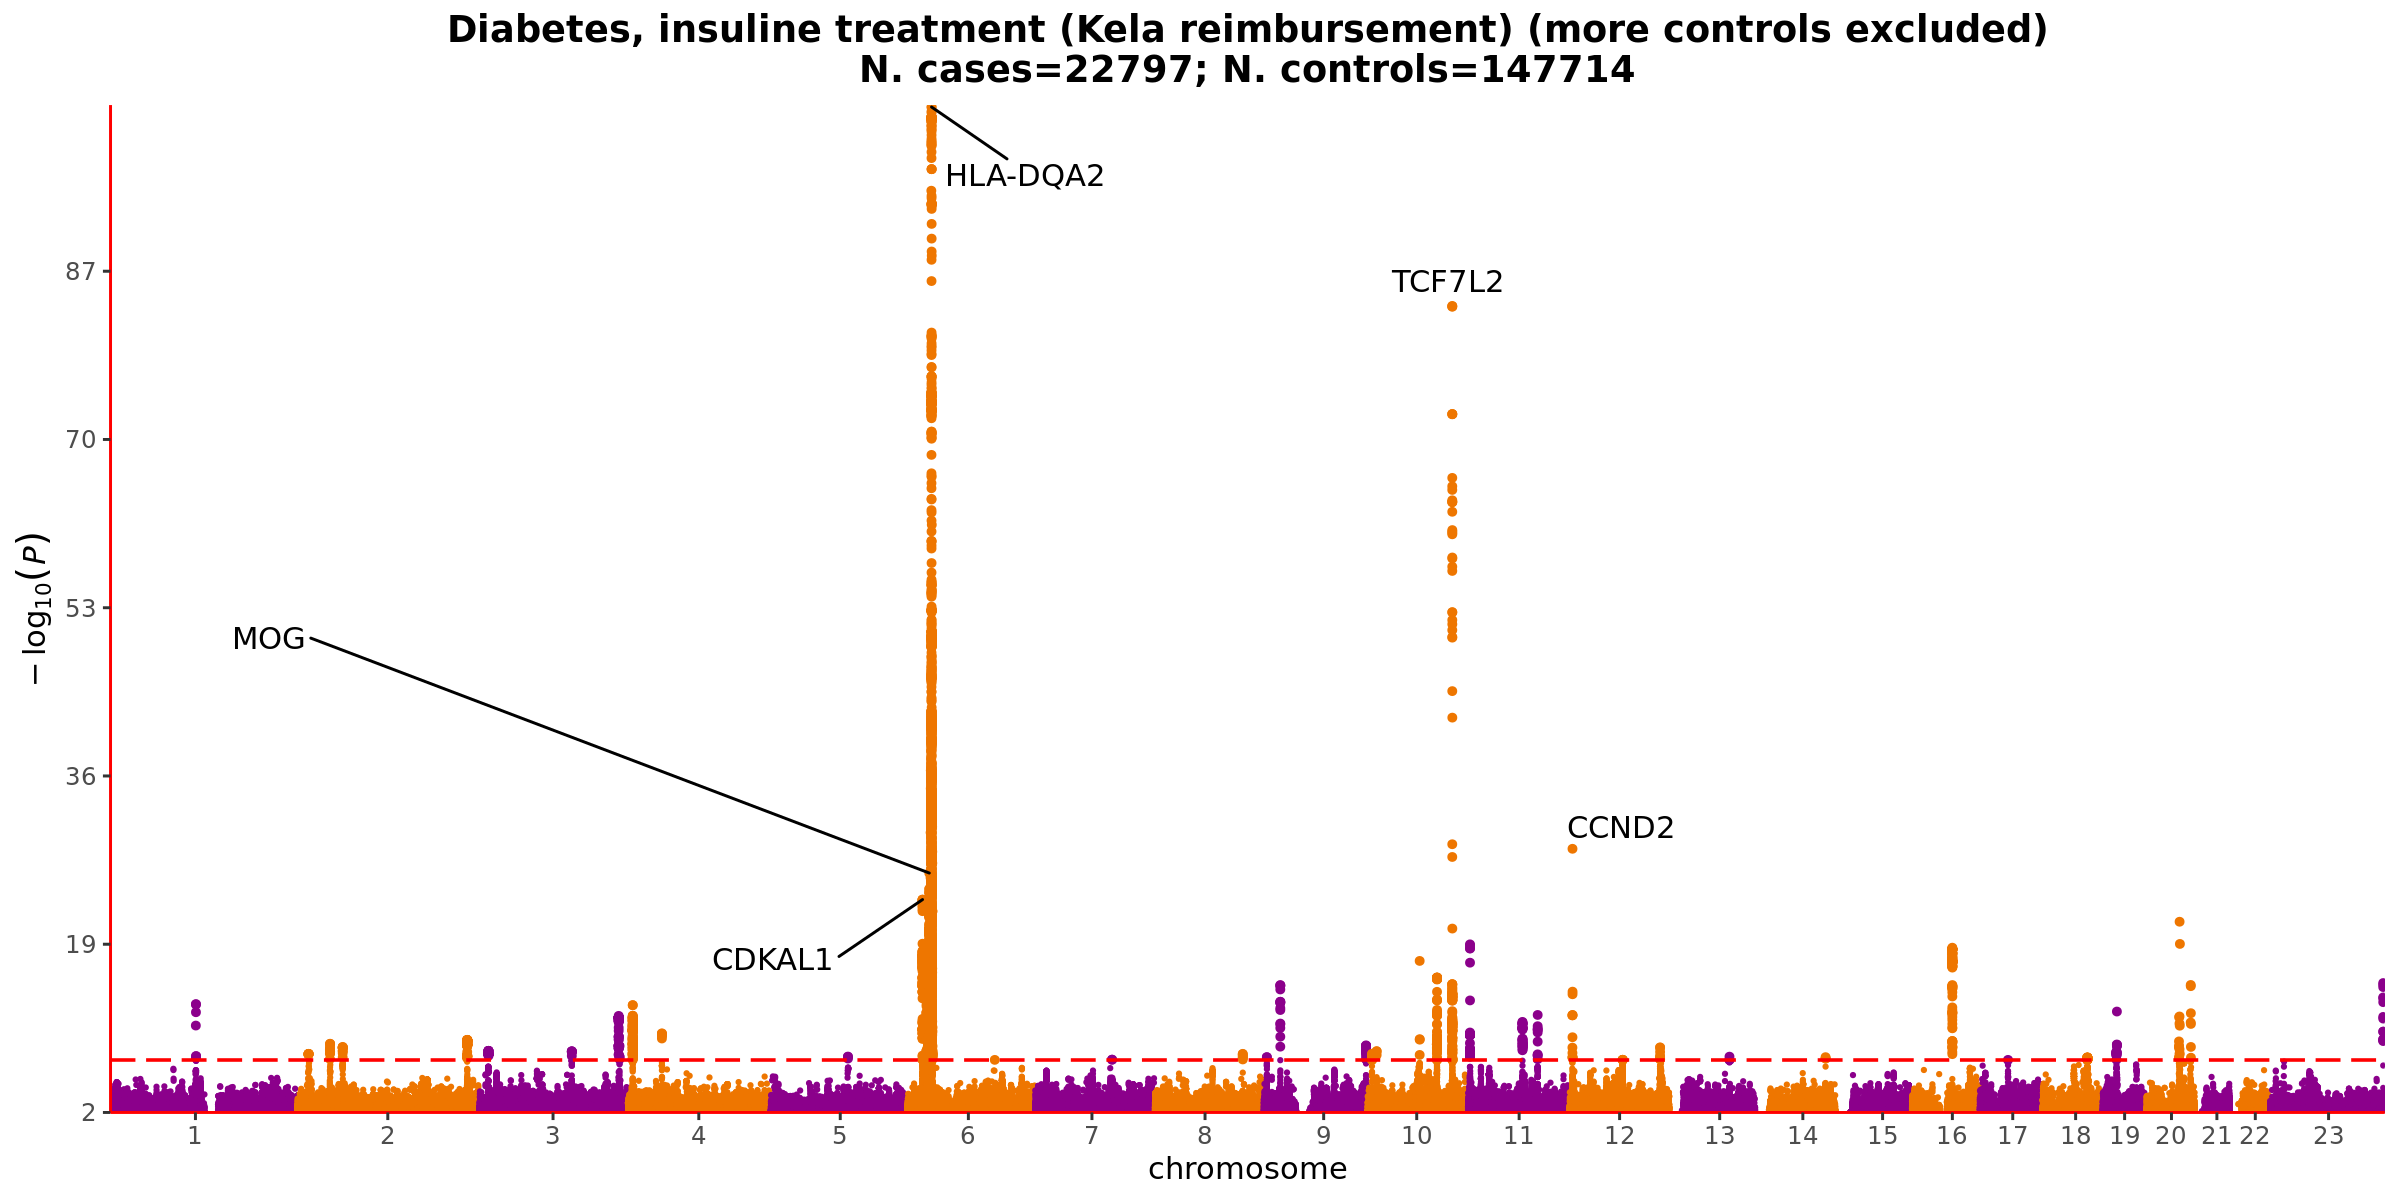 Diabetes, insuline treatment (Kela reimbursement) (more controls excluded)
N. cases=22797; N. controls=147714
HLA-DQA2
TCF7L2
MOG
CCND2
CDKAL1
− log10(P)
87
70
53
36
19
2
1 2 3 4 5 6 7 8 9 10 11 12 13 14 15 16 17 18 19 20 21 22 23
chromosome